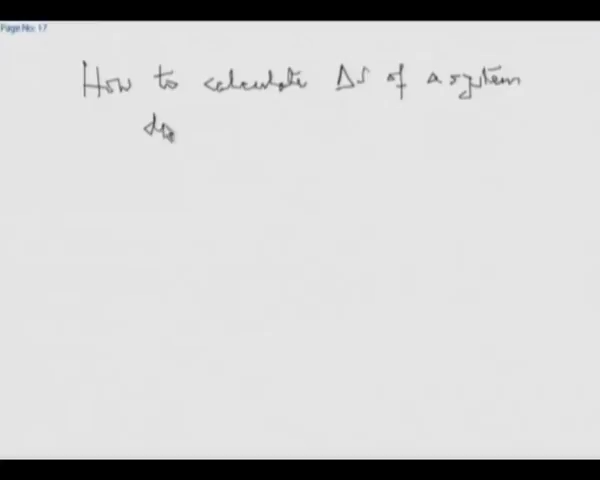 Page No: 17
How to calculate ΔS of a system